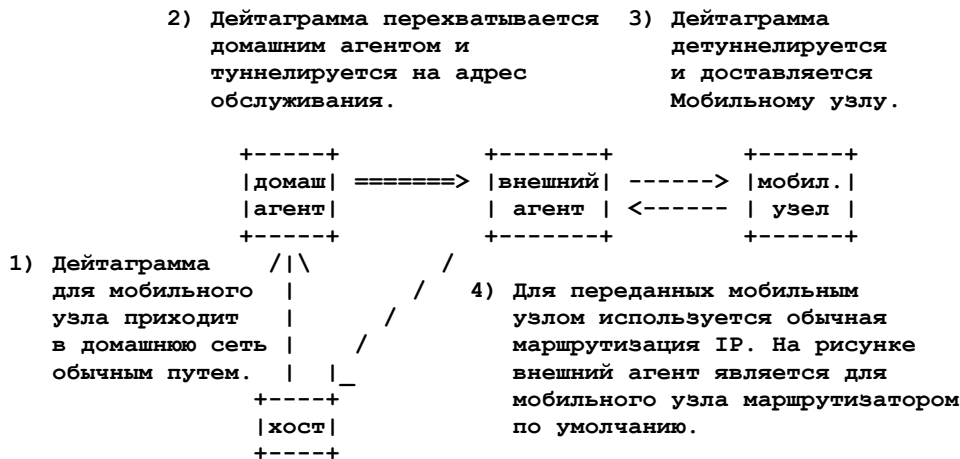 2) Дейтаграмма перехватывается
домашним агентом и
туннелируется на адрес
обслуживания.
3) Дейтаграмма
детуннелируется
и доставляется
Мобильному узлу.
+-----+ +-------+ +------+
|домаш| =======> |внешний| ------> |мобил.|
|агент| | агент | <------ | узел |
+-----+ +-------+ +------+
1) Дейтаграмма
для мобильного
узла приходит
в домашнюю сеть
обычным путем.
4) Для переданных мобильным
узлом используется обычная
маршрутизация IP. На рисунке
внешний агент является для
мобильного узла маршрутизатором
по умолчанию.
+----+
|хост|
+----+